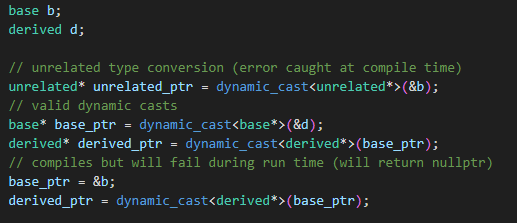 base b;
derived d;
// unrelated type conversion (error caught at compile time)
unrelated* unrelated_ptr = dynamic_cast<unrelated*>(&b);
// valid dynamic casts
base* base_ptr = dynamic_cast<base*>(&d);
derived* derived_ptr = dynamic_cast<derived*>(base_ptr);
// compiles but will fail during run time (will return nullptr)
base_ptr = &b;
derived_ptr = dynamic_cast<derived*>(base_ptr);